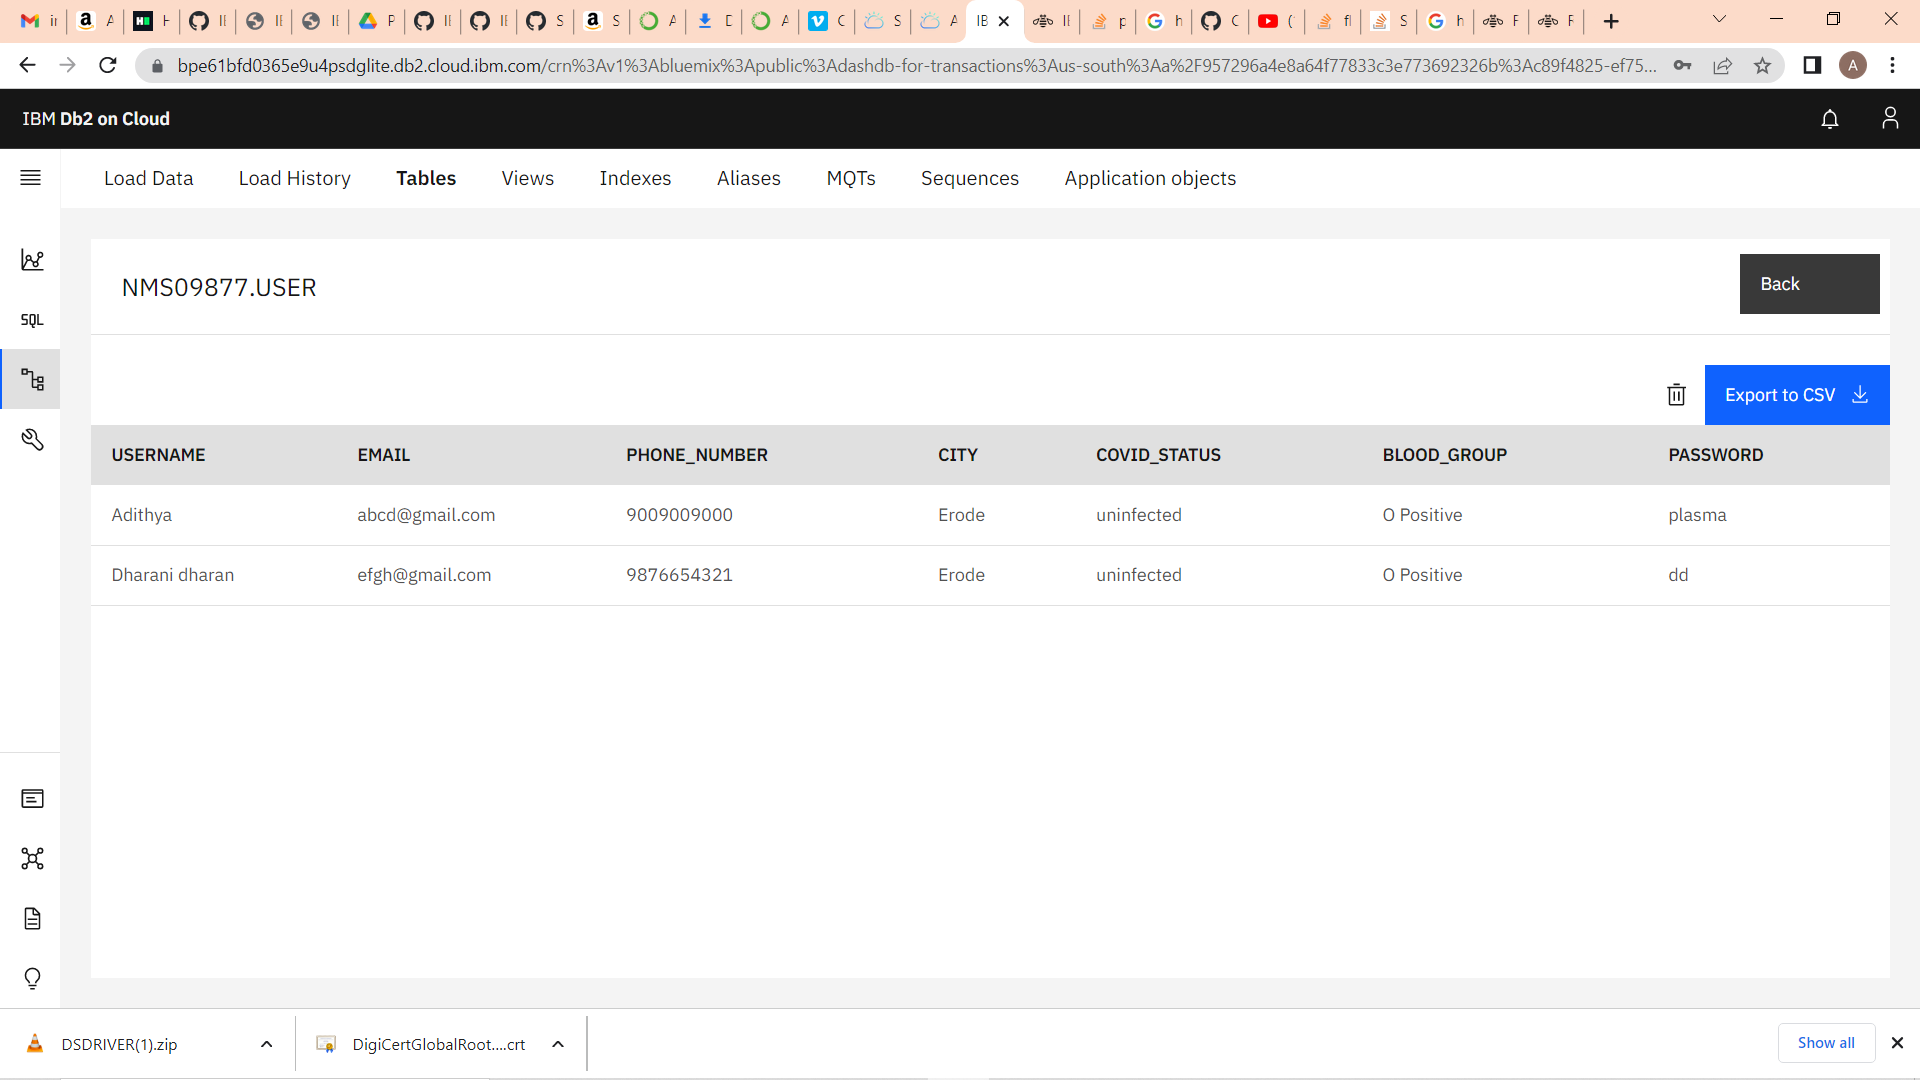 bpe61bfd0365e9u4psdglite.db2.cloud.ibm.com/crn%3Av1%3Abluemix%3Apublic%3Adashdb-for-transactions%3Aus-south%3Aa%2F957296a4e8a64f77833c3e773692326b%3Ac89f4825-ef75... A
IBM Db2 on Cloud
Load Data Load History Tables Views Indexes Aliases MQTs Sequences Application objects
NMS09877.USER Back
SQL
Export to CSV
USERNAME EMAIL PHONE_NUMBER CITY COVID_STATUS BLOOD_GROUP PASSWORD
Adithya abcd@gmail.com 9009009000 Erode uninfected O Positive plasma
Dharani dharan efgh@gmail.com 9876654321 Erode uninfected O Positive dd
DSDRIVER(1).zip DigiCertGlobalRoot....crt Show all